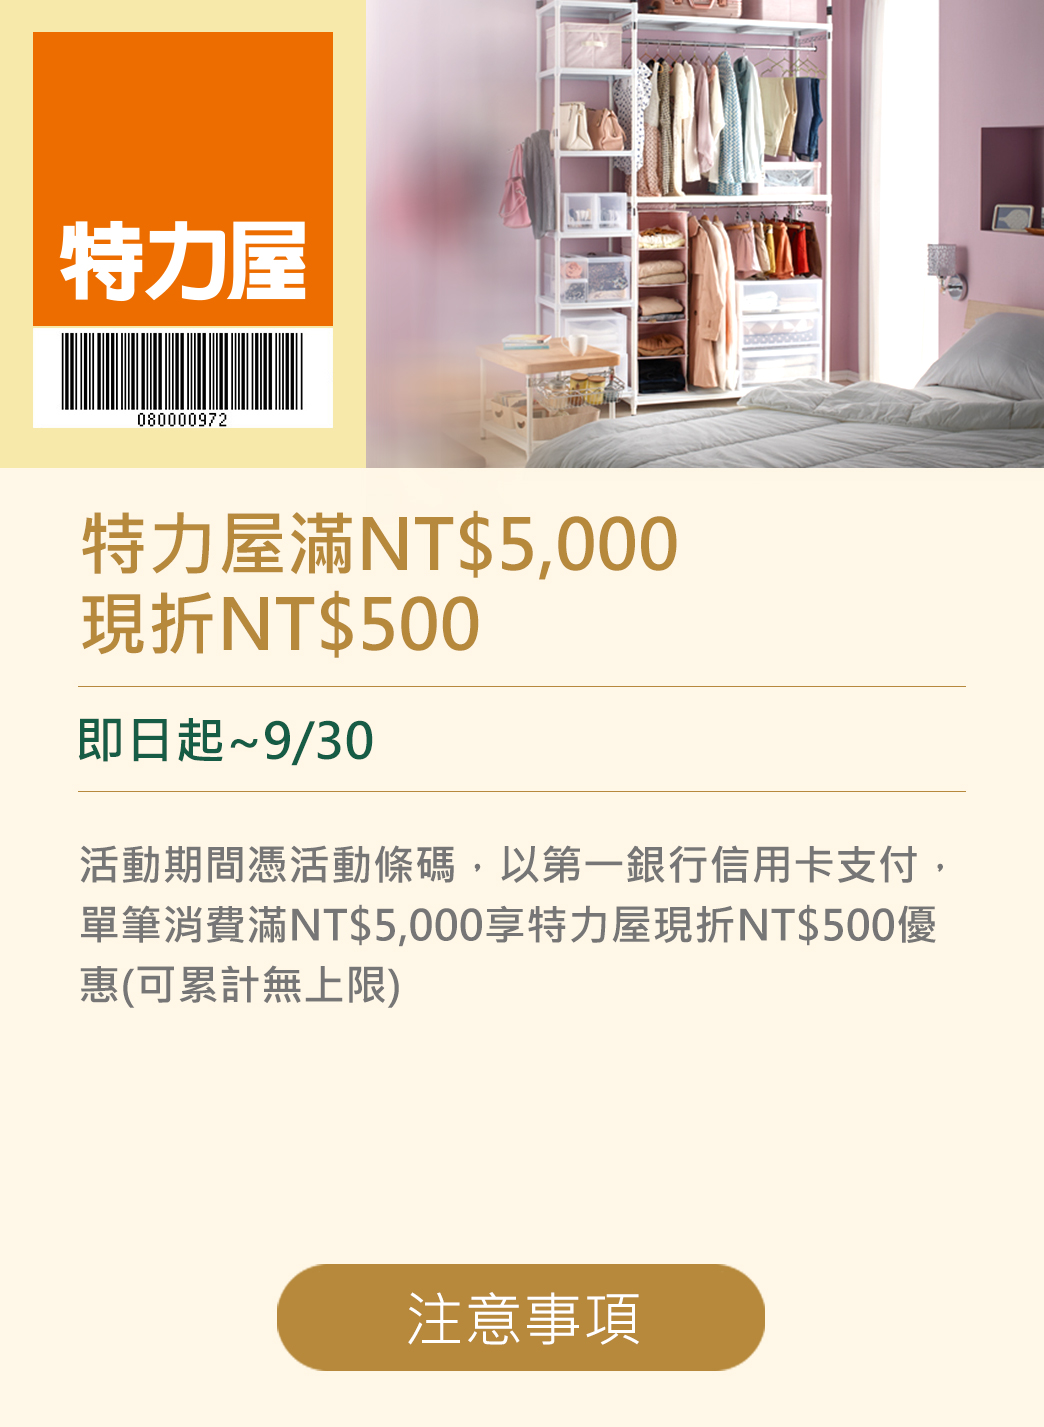 特力屋
080000972
特力屋滿NT$5,000
現折NT$500
即日起~9/30
活動期間憑活動條碼，以第一銀行信用卡支付，
單筆消費滿NT$5,000享特力屋現折NT$500優
惠(可累計無上限)
注意事項